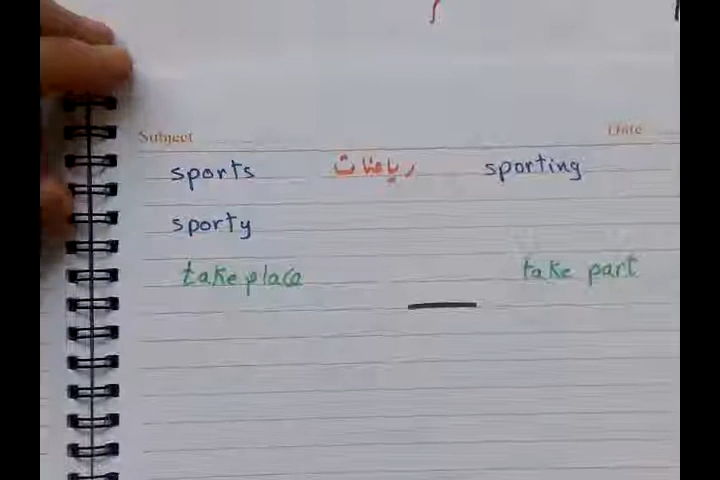 Subject Date
sports رياضات sporting
sporty
take place take part